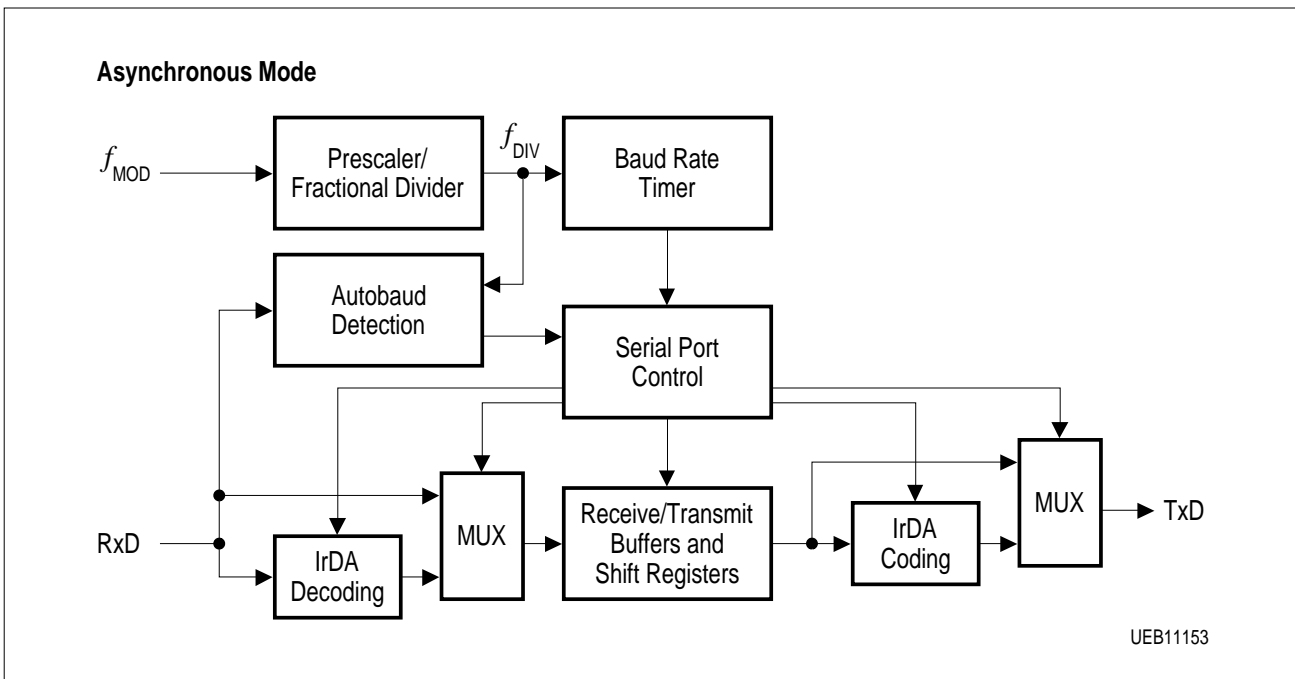 Asynchronous Mode
fMOD
Prescaler/
Fractional Divider
fDIV
Baud Rate
Timer
Autobaud
Detection
Serial Port
Control
RxD
IrDA
Decoding
MUX
Receive/Transmit
Buffers and
Shift Registers
IrDA
Coding
MUX
TxD
UEB11153